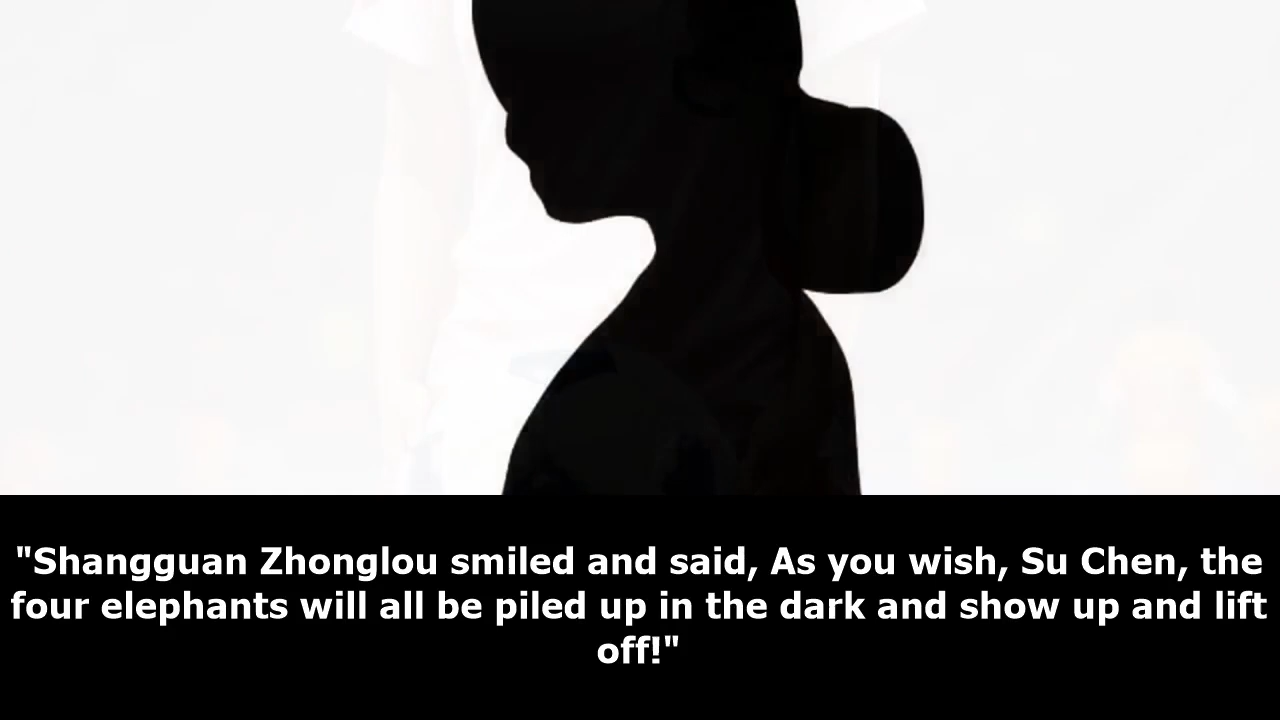 "Shangguan Zhonglou smiled and said, As you wish, Su Chen, the
four elephants will all be piled up in the dark and show up and lift
off!"